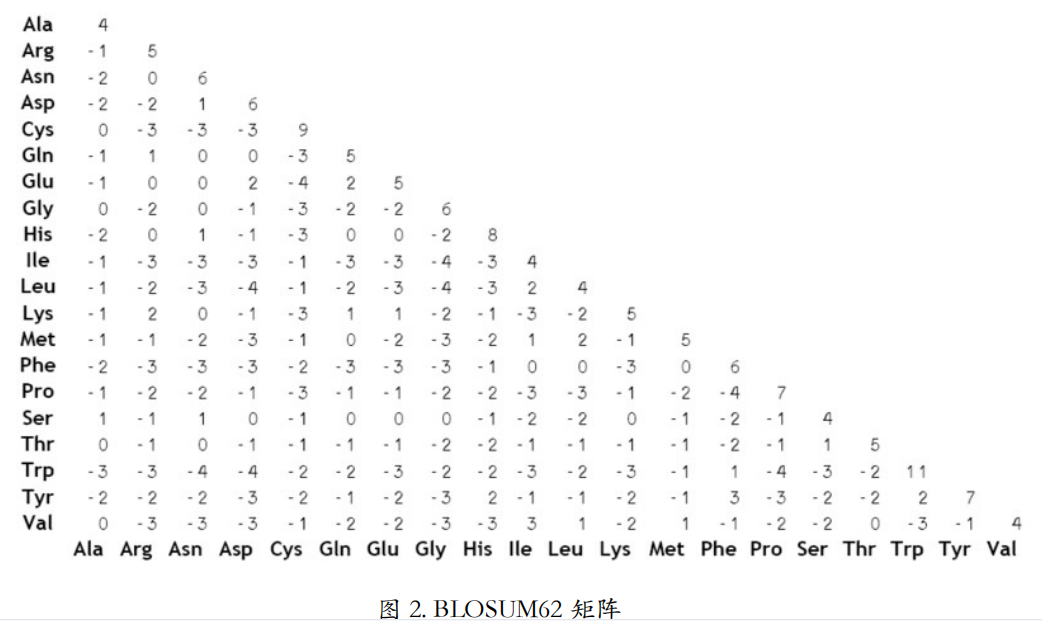 Ala 4
Arg -1 5
Asn -2 0 6
Asp -2 -2 1 6
Cys 0 -3 -3 -3 9
Gln -1 1 0 0 -3 5
Glu -1 0 0 2 -4 2 5
Gly 0 -2 0 -1 -3 -2 -2 6
His -2 0 1 -1 -3 0 0 -2 8
Ile -1 -3 -3 -3 -1 -3 -3 -4 -3 4
Leu -1 -2 -3 -4 -1 -2 -3 -4 -3 2 4
Lys -1 2 0 -1 -3 1 1 -2 -1 -3 -2 5
Met -1 -1 -2 -3 -1 0 -2 -3 -2 1 2 -1 5
Phe -2 -3 -3 -3 -2 -3 -3 -3 -1 0 0 -3 0 6
Pro -1 -2 -2 -1 -3 -1 -1 -2 -2 -3 -3 -1 -2 -4 7
Ser 1 -1 1 0 -1 0 0 0 -1 -2 -2 0 -1 -2 -1 4
Thr 0 -1 0 -1 -1 -1 -1 -2 -2 -1 -1 -1 -1 -2 -1 1 5
Trp -3 -3 -4 -4 -2 -2 -3 -2 -2 -3 -2 -3 -1 1 -4 -3 -2 11
Tyr -2 -2 -2 -3 -2 -1 -2 -3 2 -1 -1 -2 -1 3 -3 -2 -2 2 7
Val 0 -3 -3 -3 -1 -2 -2 -3 -3 3 1 -2 1 -1 -2 -2 0 -3 -1 4
Ala Arg Asn Asp Cys Gln Glu Gly His Ile Leu Lys Met Phe Pro Ser Thr Trp Tyr Val
图 2. BLOSUM62 矩阵